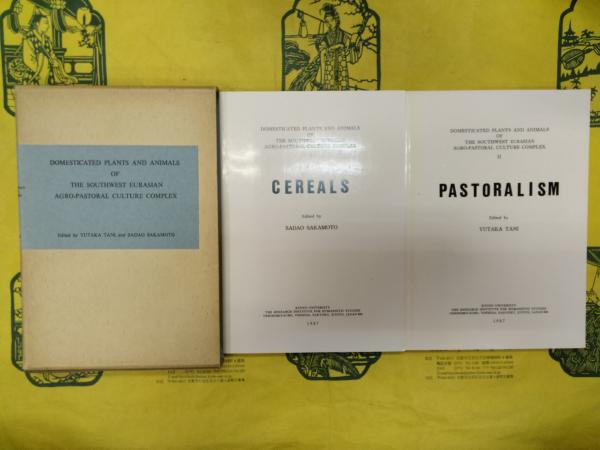 DOMESTICATED PLANTS AND ANIMALS
OF
THE SOUTHWEST EURASIAN
AGRO-PASTORAL CULTURE COMPLEX
Edited by YUTAKA TANI and SADAO SAKAMOTO
DOMESTICATED PLANTS AND ANIMALS
OF
THE SOUTHWEST EURASIAN
AGRO-PASTORAL CULTURE COMPLEX
CEREALS
Edited by
SADAO SAKAMOTO
KYOTO UNIVERSITY
THE RESEARCH INSTITUTE FOR HUMANISTIC STUDIES
1987
DOMESTICATED PLANTS AND ANIMALS
OF
THE SOUTHWEST EURASIAN
AGRO-PASTORAL CULTURE COMPLEX
II
PASTORALISM
Edited by
YUTAKA TANI
KYOTO UNIVERSITY
THE RESEARCH INSTITUTE FOR HUMANISTIC STUDIES
1987